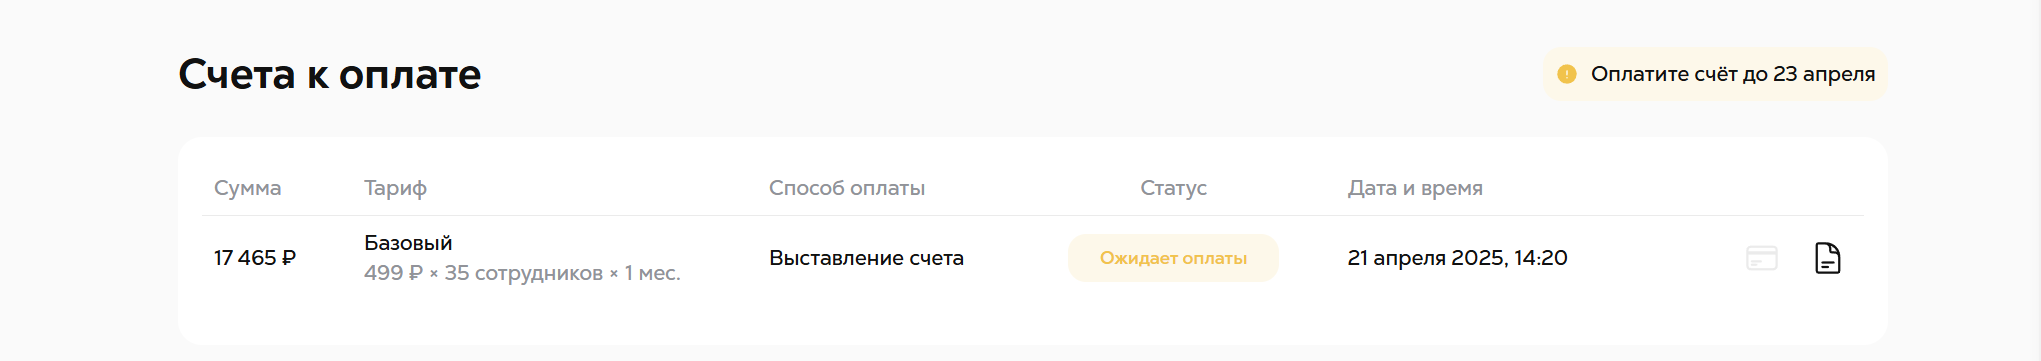 Счета к оплате
Оплатите счёт до 23 апреля
Сумма Тариф Способ оплаты Статус Дата и время
17 465 ₽ Базовый Выставление счета Ожидает оплаты 21 апреля 2025, 14:20
499 ₽ × 35 сотрудников × 1 мес.